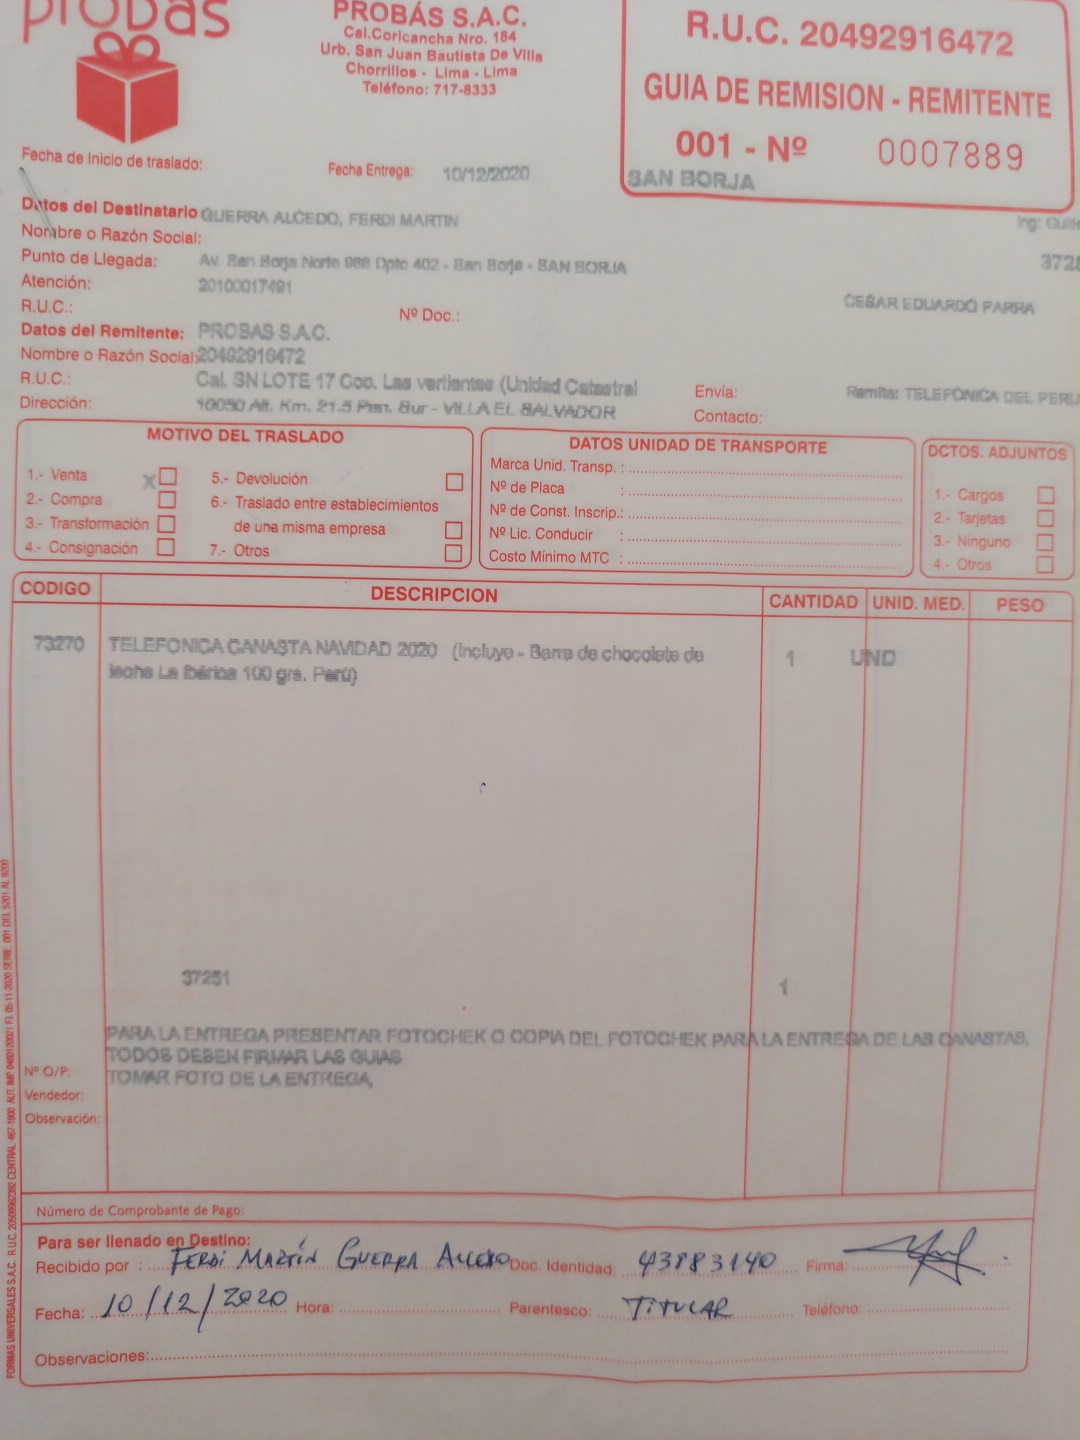 probas
PROBÁS S.A.C.
Cal.Coricancha Nro. 184
Urb. San Juan Bautista De Villa
Chorrillos - Lima - Lima
Teléfono: 717-8333
R.U.C. 20492916472
GUIA DE REMISION - REMITENTE
001 - Nº 0007889
SAN BORJA
Fecha de Inicio de traslado:
Fecha Entrega: 10/12/2020
Datos del Destinatario GUERRA ALCEDO, FERDI MARTIN
Nombre o Razón Social:
Punto de Llegada: Av. San Borja Norte 988 Dpto 402 - San Borja - SAN BORJA
Atención: 20100017491
CESAR EDUARDO PARRA
R.U.C.: Nº Doc.:
Datos del Remitente: PROBAS S.A.C.
Nombre o Razón Social: 20492916472
R.U.C.: Cal. SN LOTE 17 Coo. Las vertientes (Unidad Catastral
Dirección: 10050 Alt. Km. 21.5 Pan. Sur - VILLA EL SALVADOR
Envía: Remite: TELEFONICA DEL PERU
Contacto:
MOTIVO DEL TRASLADO
1.- Venta X
2.- Compra
3.- Transformación
4.- Consignación
5.- Devolución
6.- Traslado entre establecimientos
de una misma empresa
7.- Otros
DATOS UNIDAD DE TRANSPORTE
Marca Unid. Transp. :
Nº de Placa :
Nº de Const. Inscrip.:
Nº Lic. Conducir :
Costo Mínimo MTC :
DCTOS. ADJUNTOS
1.- Cargos
2.- Tarjetas
3.- Ninguno
4.- Otros
CODIGO DESCRIPCION CANTIDAD UNID. MED. PESO
73270 TELEFONICA CANASTA NAVIDAD 2020 (Incluye - Barra de chocolate de 1 UND
leche La Ibérica 100 grs. Perú)
37251 1
PARA LA ENTREGA PRESENTAR FOTOCHEK O COPIA DEL FOTOCHEK PARA LA ENTREGA DE LAS CANASTAS,
TODOS DEBEN FIRMAR LAS GUIAS
TOMAR FOTO DE LA ENTREGA,
Nº O/P:
Vendedor:
Observación:
Número de Comprobante de Pago:
Para ser llenado en Destino:
Recibido por : FERDI MARTÍN GUERRA ALCEDO Doc. Identidad: 43883140 Firma:
Fecha: 10/12/2020 Hora: Parentesco: TITULAR Teléfono:
Observaciones: